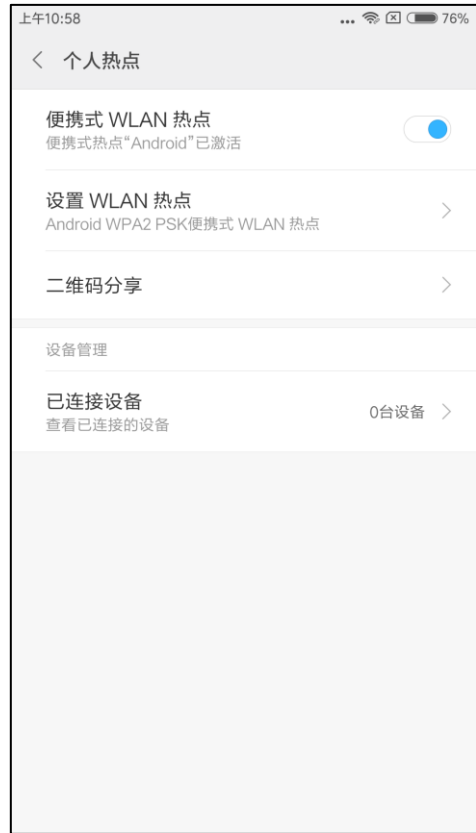 上午10:58 ... 76%
个人热点
便携式 WLAN 热点
便携式热点“Android”已激活
设置 WLAN 热点
Android WPA2 PSK便携式 WLAN 热点
二维码分享
设备管理
已连接设备
0台设备
查看已连接的设备